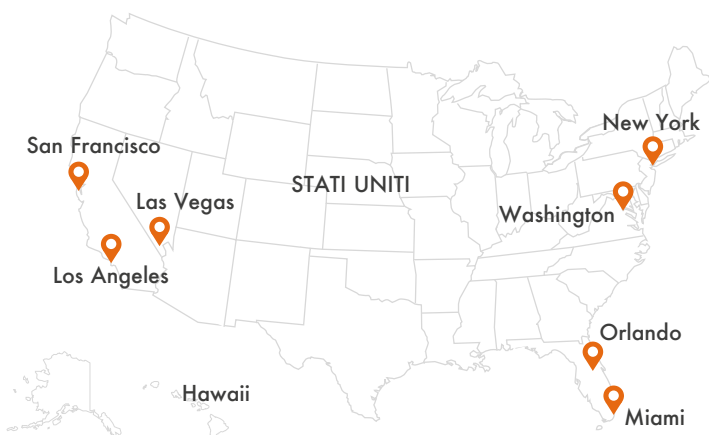 New York
San Francisco
STATI UNITI
Las Vegas
Washington
Los Angeles
Orlando
Hawaii
Miami